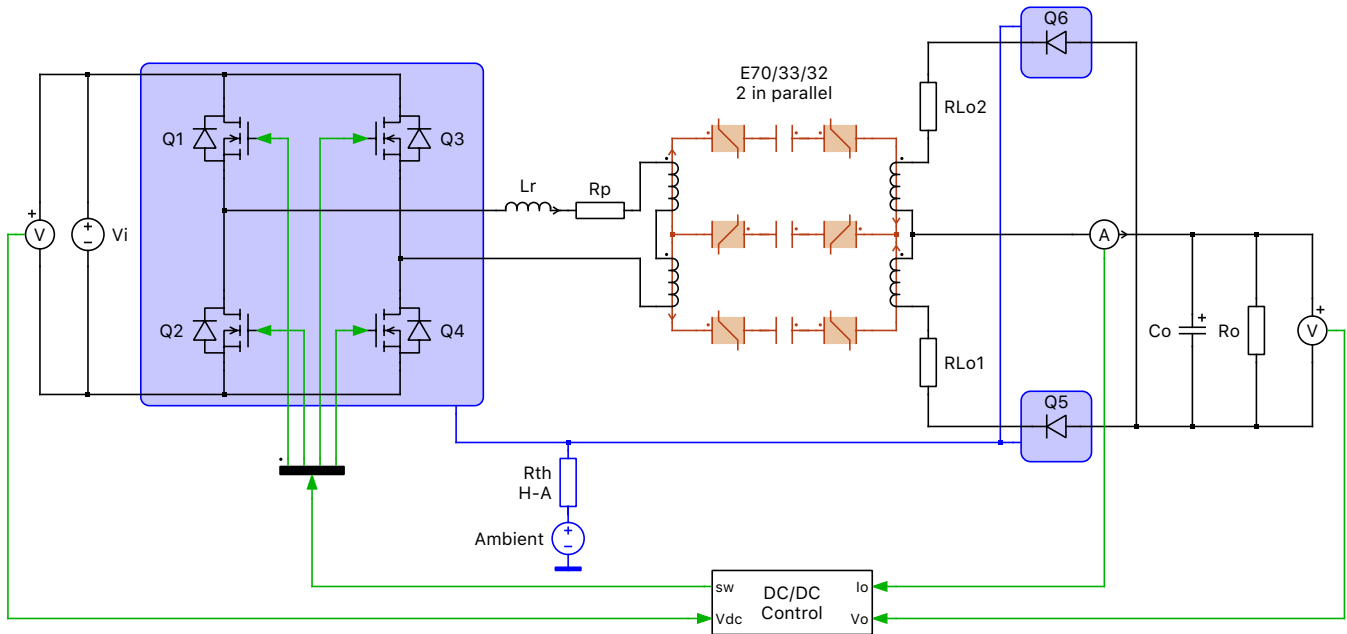 Q6
E70/33/32
2 in parallel
RLo2
Q1
Q3
Lr
Rp
+
V
+
−
Vi
A
Q2
Q4
RLo1
Co
+
Ro
+
V
Q5
Rth
H-A
Ambient
+
−
sw
Vdc
DC/DC
Control
Io
Vo